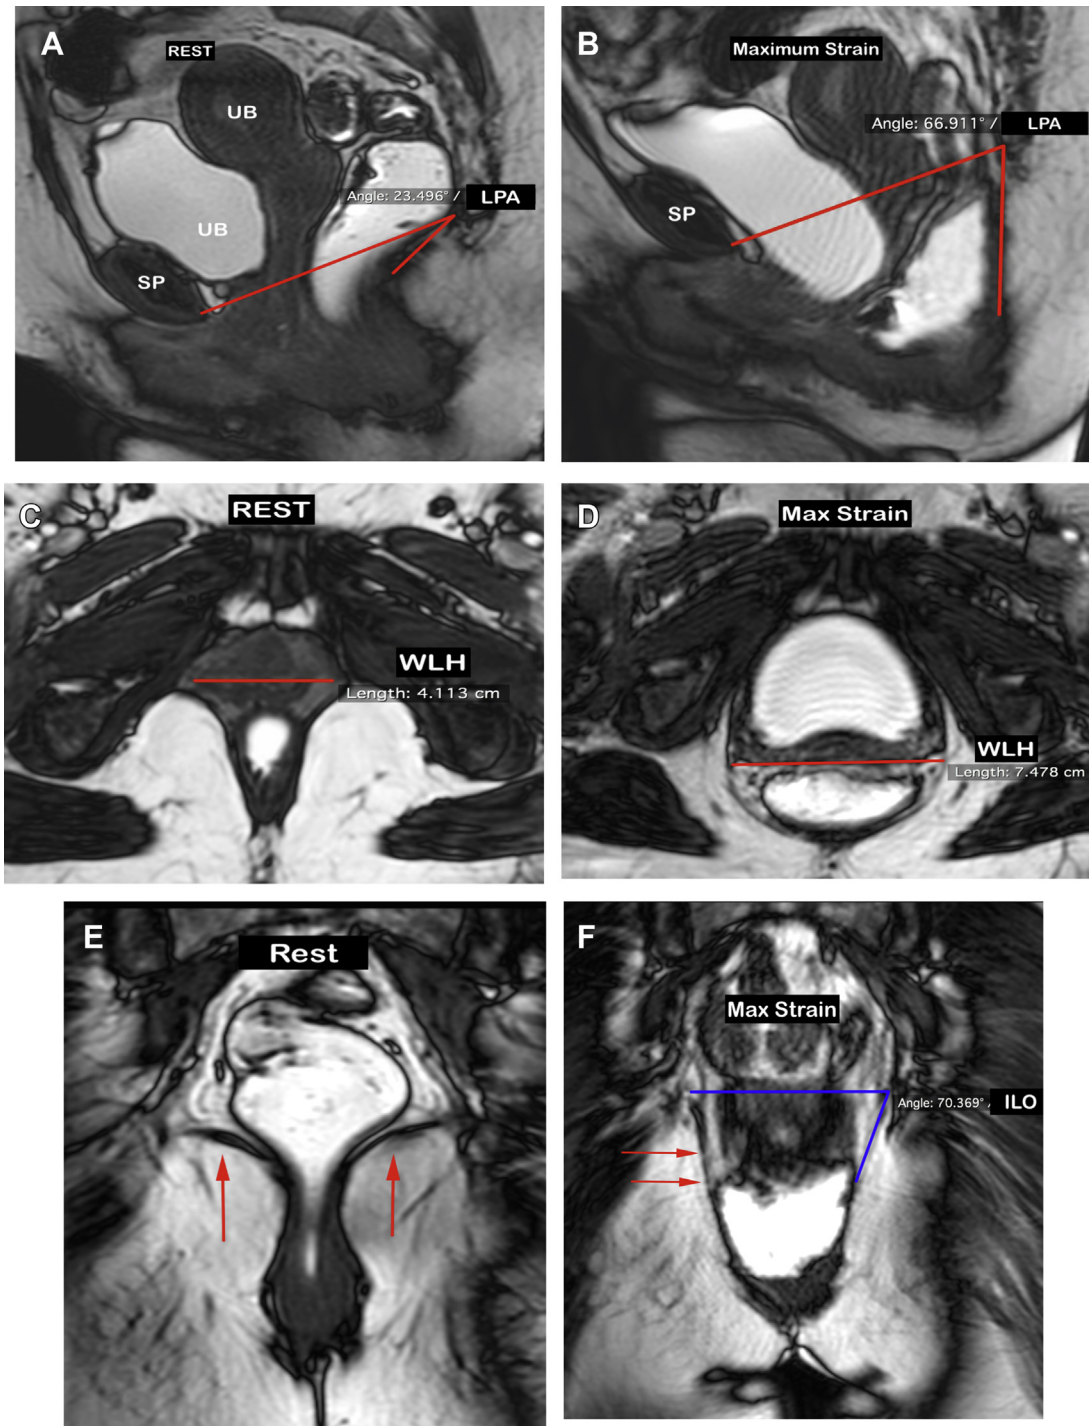 A
REST
UB
Angle: 23.496° /
LPA
UB
SP
B
Maximum Strain
Angle: 66.911° /
LPA
SP
C
REST
WLH
Length: 4.113 cm
D
Max Strain
WLH
Length: 7.478 cm
E
Rest
F
Max Strain
Angle: 70.369° /
ILO